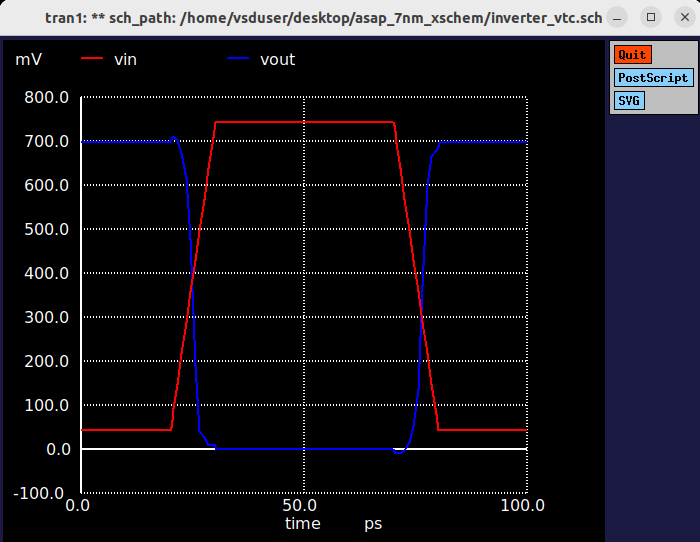 tran1: ** sch_path: /home/vsduser/desktop/asap_7nm_xschem/inverter_vtc.sch
Quit
PostScript
SVG
mV vin vout
800.0
700.0
600.0
500.0
400.0
300.0
200.0
100.0
0.0
-100.0
0.0 50.0 100.0
time ps